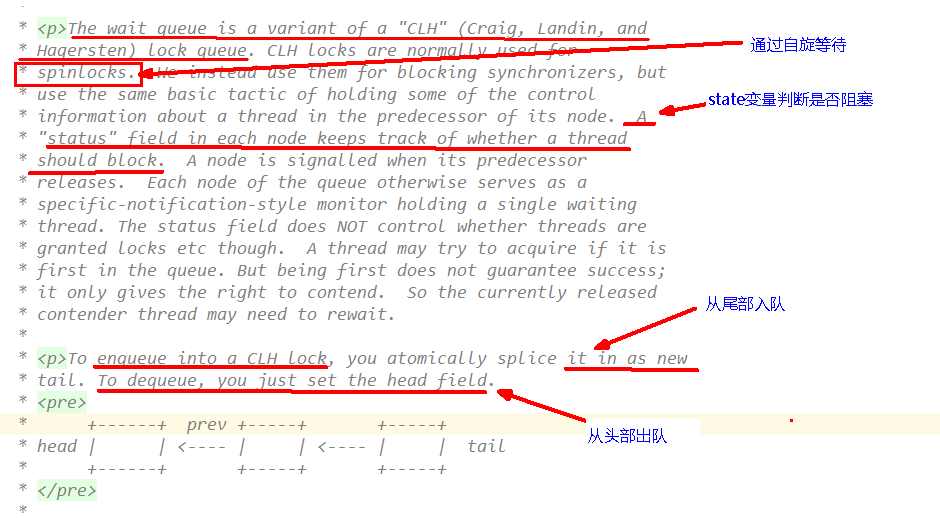 *
* <p>The wait queue is a variant of a "CLH" (Craig, Landin, and
* Hagersten) lock queue. CLH locks are normally used for
* spinlocks. We instead use them for blocking synchronizers, but
* use the same basic tactic of holding some of the control
* information about a thread in the predecessor of its node. A
* "status" field in each node keeps track of whether a thread
* should block. A node is signalled when its predecessor
* releases. Each node of the queue otherwise serves as a
* specific-notification-style monitor holding a single waiting
* thread. The status field does NOT control whether threads are
* granted locks etc though. A thread may try to acquire if it is
* first in the queue. But being first does not guarantee success;
* it only gives the right to contend. So the currently released
* contender thread may need to rewait.
*
* <p>To enqueue into a CLH lock, you atomically splice it in as new
* tail. To dequeue, you just set the head field.
* <pre>
*      +------+  prev +-----+       +-----+
* head |      | <---- |     | <---- |     |  tail
*      +------+       +-----+       +-----+
* </pre>
*
通过自旋等待
state变量判断是否阻塞
从尾部入队
从头部出队